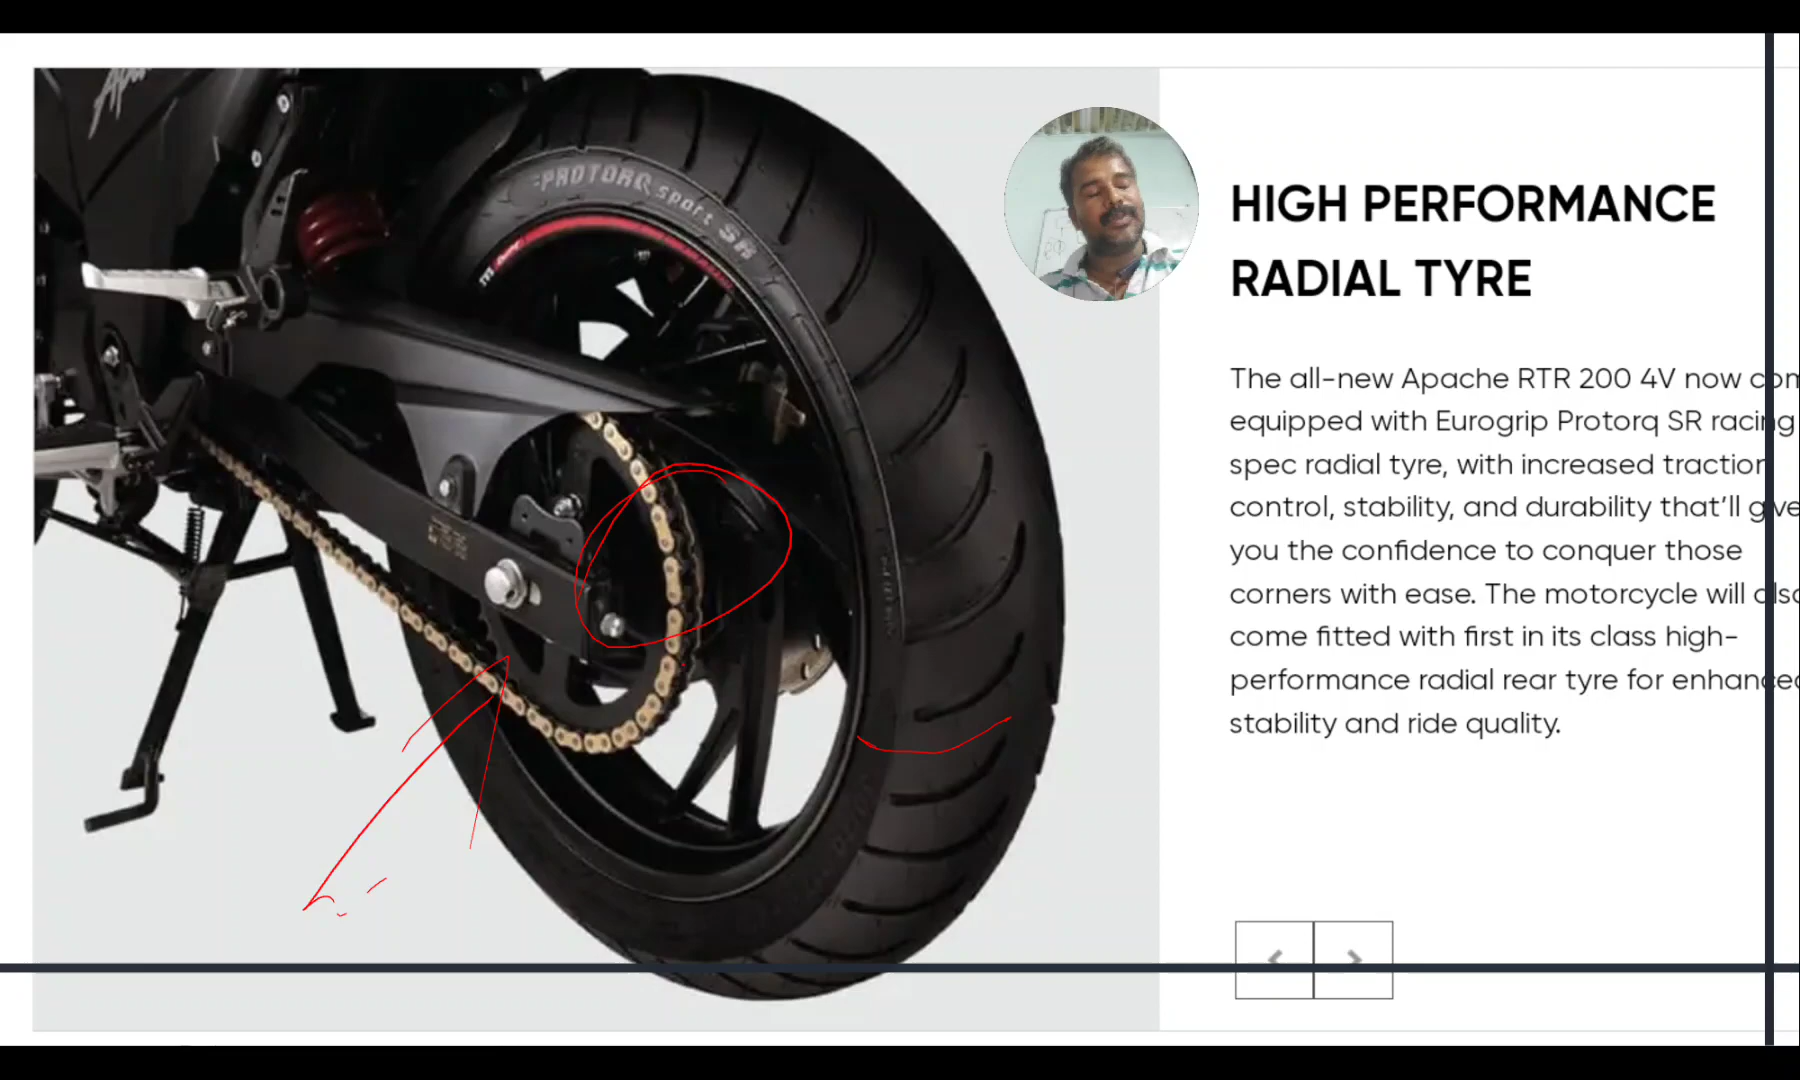 PROTORQ sport SR
TVS
HIGH PERFORMANCE
RADIAL TYRE
The all-new Apache RTR 200 4V now com
equipped with Eurogrip Protorq SR racing
spec radial tyre, with increased traction
control, stability, and durability that'll give
you the confidence to conquer those
corners with ease. The motorcycle will also
come fitted with first in its class high-
performance radial rear tyre for enhanced
stability and ride quality.